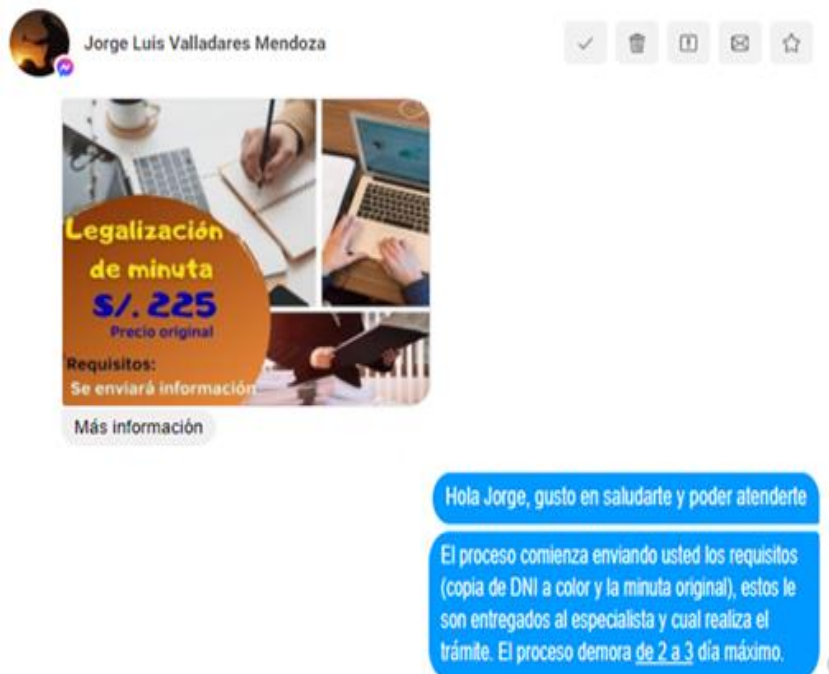 Jorge Luis Valladares Mendoza
Legalización
de minuta
S/. 225
Precio original
Requisitos:
Se enviará información
Más información
Hola Jorge, gusto en saludarte y poder atenderte
El proceso comienza enviando usted los requisitos
(copia de DNI a color y la minuta original), estos le
son entregados al especialista y cual realiza el
trámite. El proceso demora de 2 a 3 día máximo.